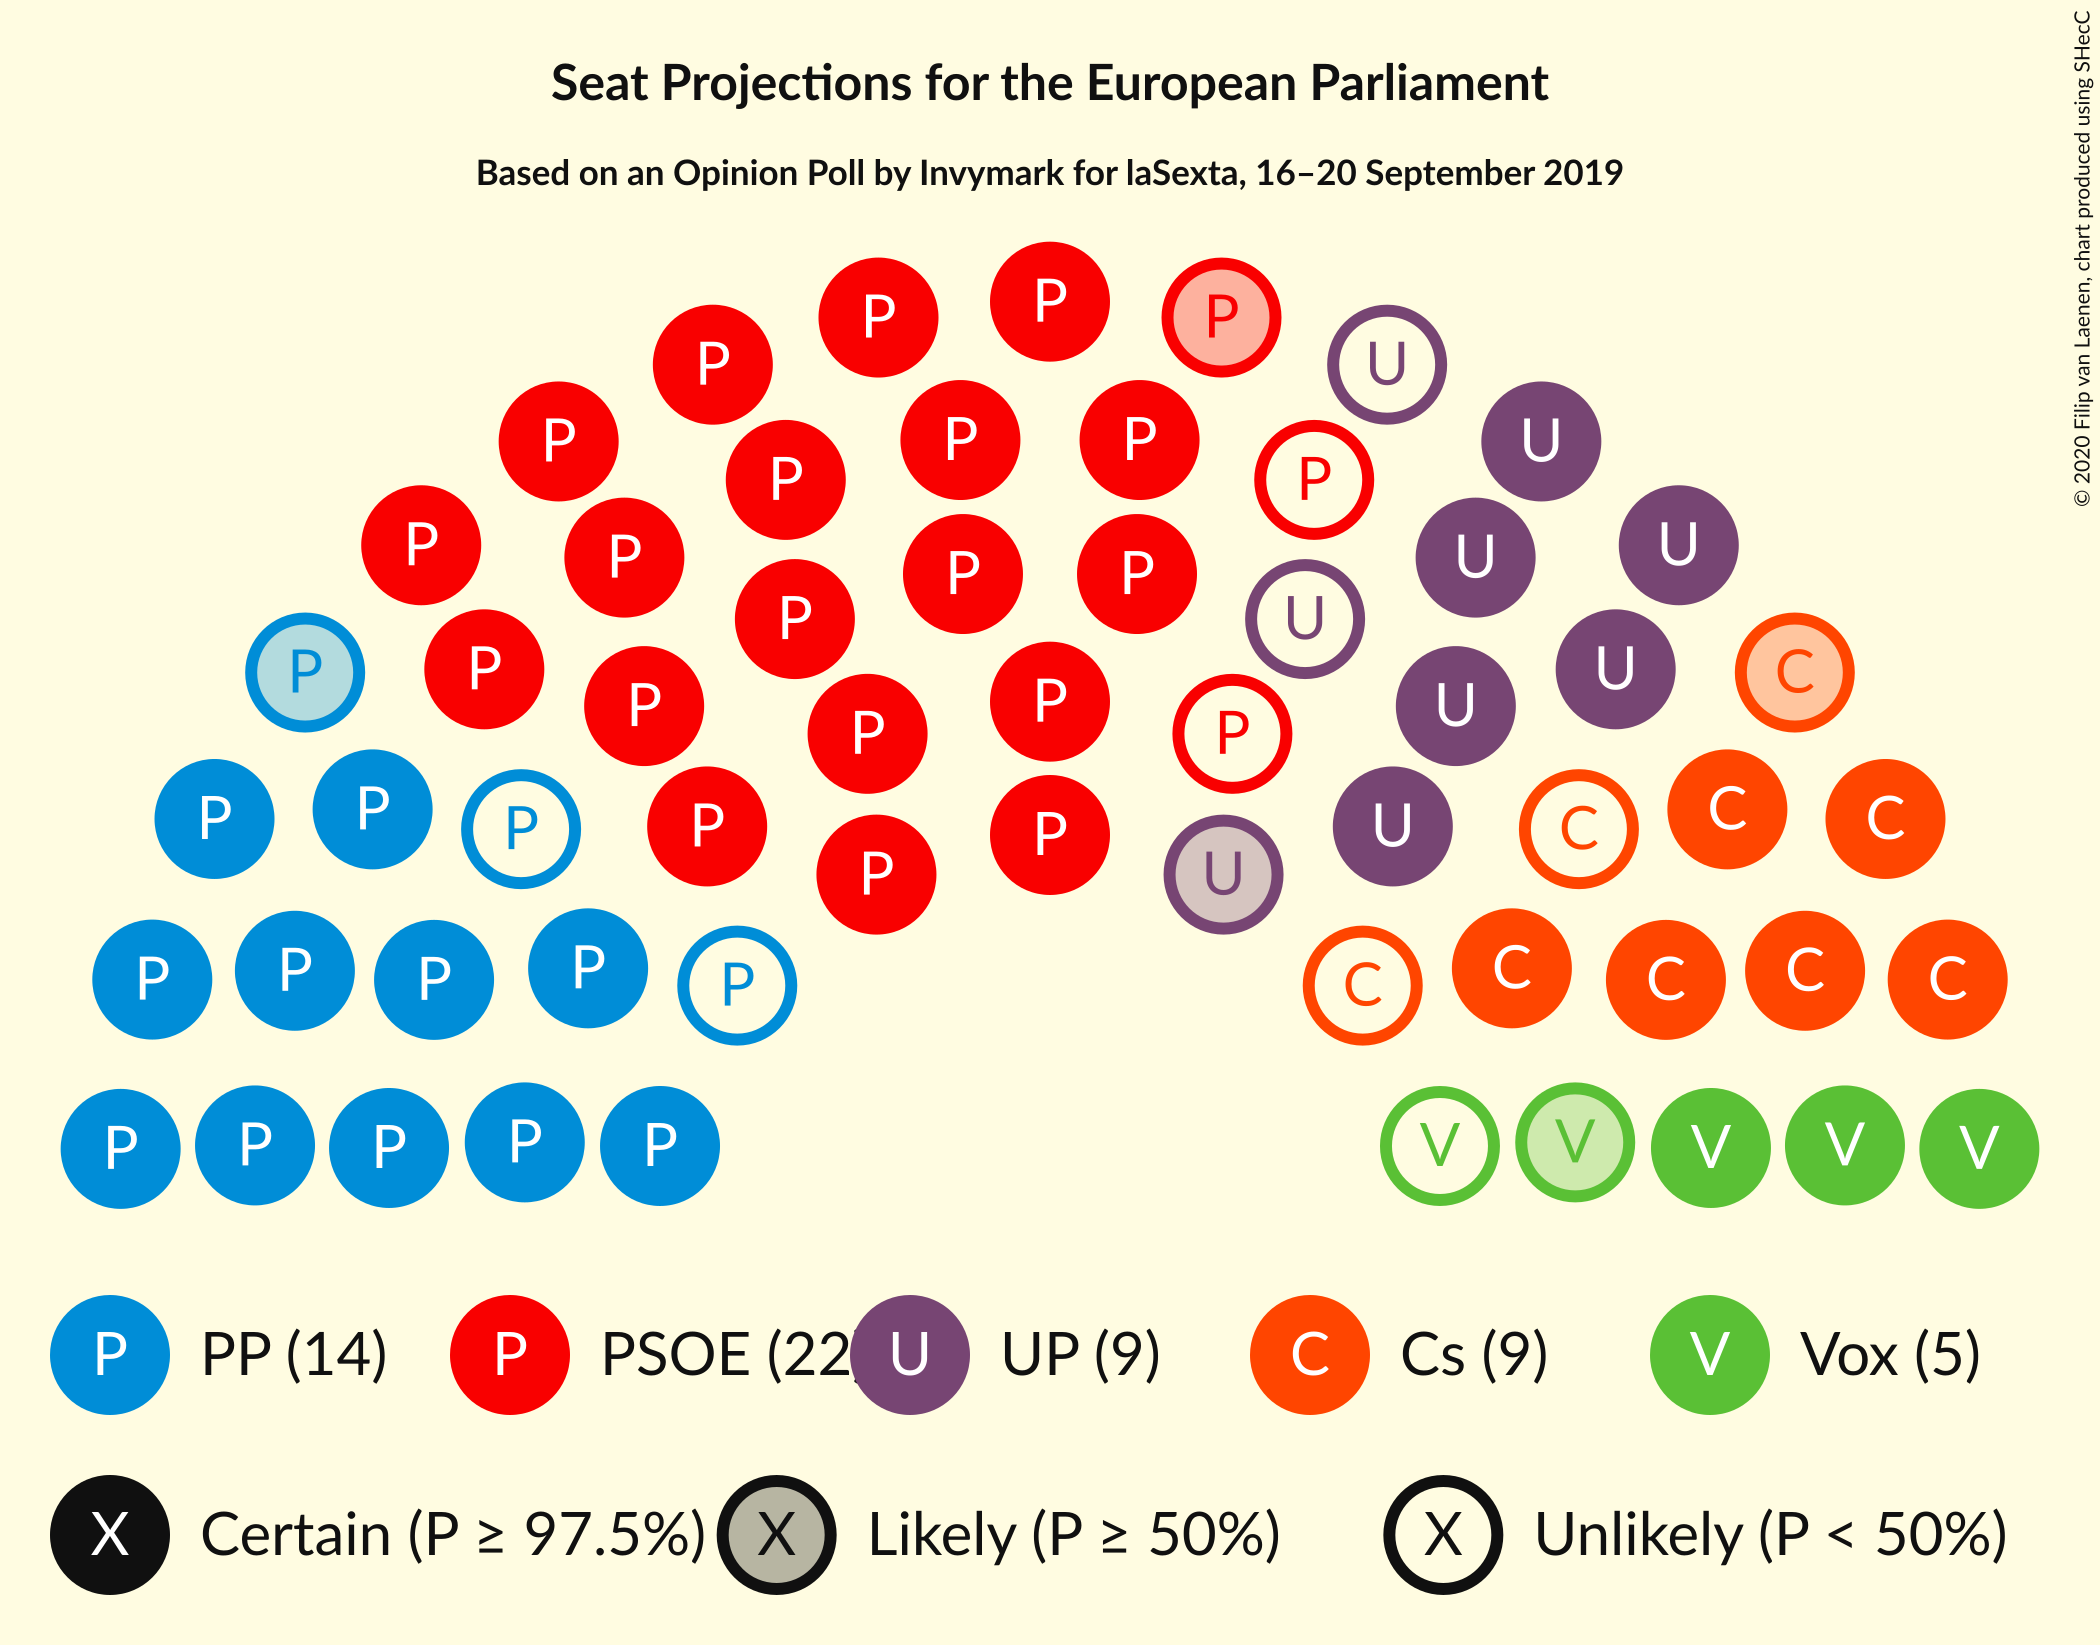 Seat Projections for the European Parliament
Based on an Opinion Poll by Invymark for laSexta, 16–20 September 2019
© 2020 Filip van Laenen, chart produced using SHecC
P
P P
P U
P P
P P
P U
P P
P U
P P
P U
P P
P U
P P
P U
P C
P P
P U
P C
P P
P C
P U
P C
P U
P C
P C
P C
P C
P C
P V
P V
P V
P V
P V
P PP (14) P PSOE (22) U UP (9) C Cs (9) V Vox (5)
X Certain (P ≥ 97.5%) X Likely (P ≥ 50%) X Unlikely (P < 50%)